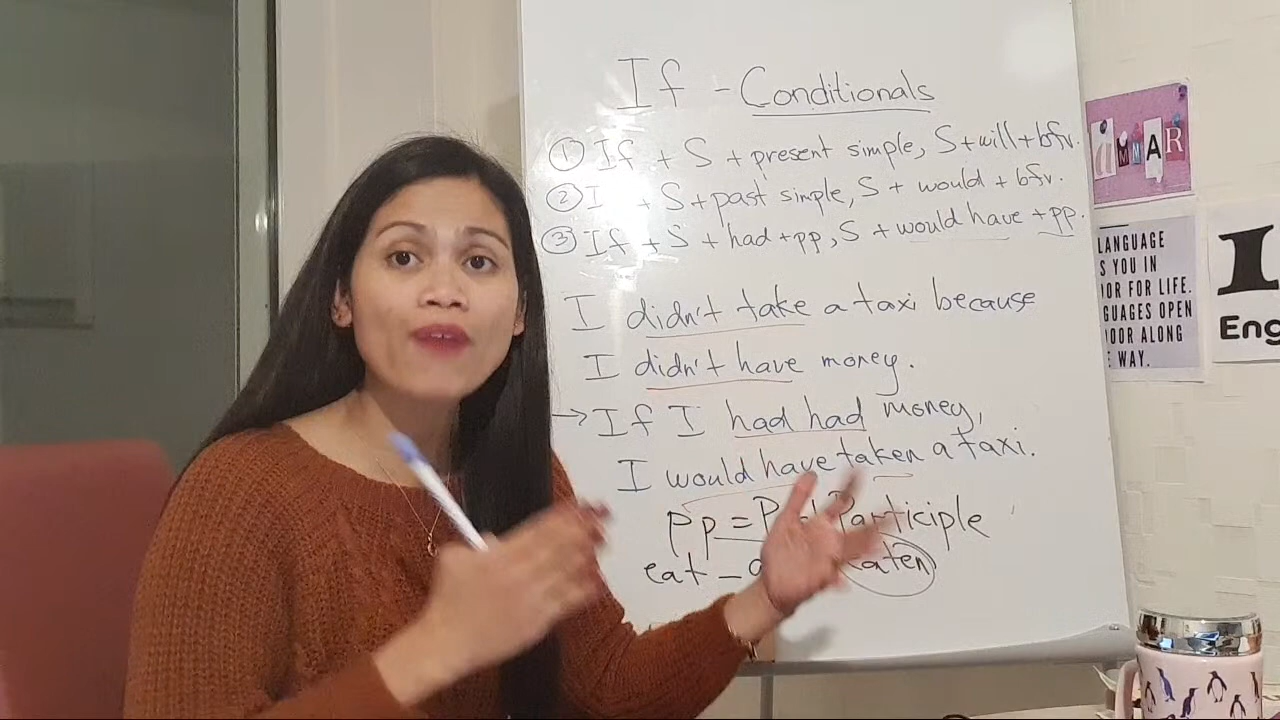 If - Conditionals
① If + S + present simple, S + will + bfv.
② I + S + past simple, S + would + bfv.
③ If + S + had + pp, S + would have + pp.
I didn't take a taxi because
I didn't have money.
→ If I had had money,
I would have taken a taxi.
pp = Participle
eat - eaten
LANGUAGE
S YOU IN
OR FOR LIFE.
GUAGES OPEN
OOR ALONG
E WAY.
I
Eng